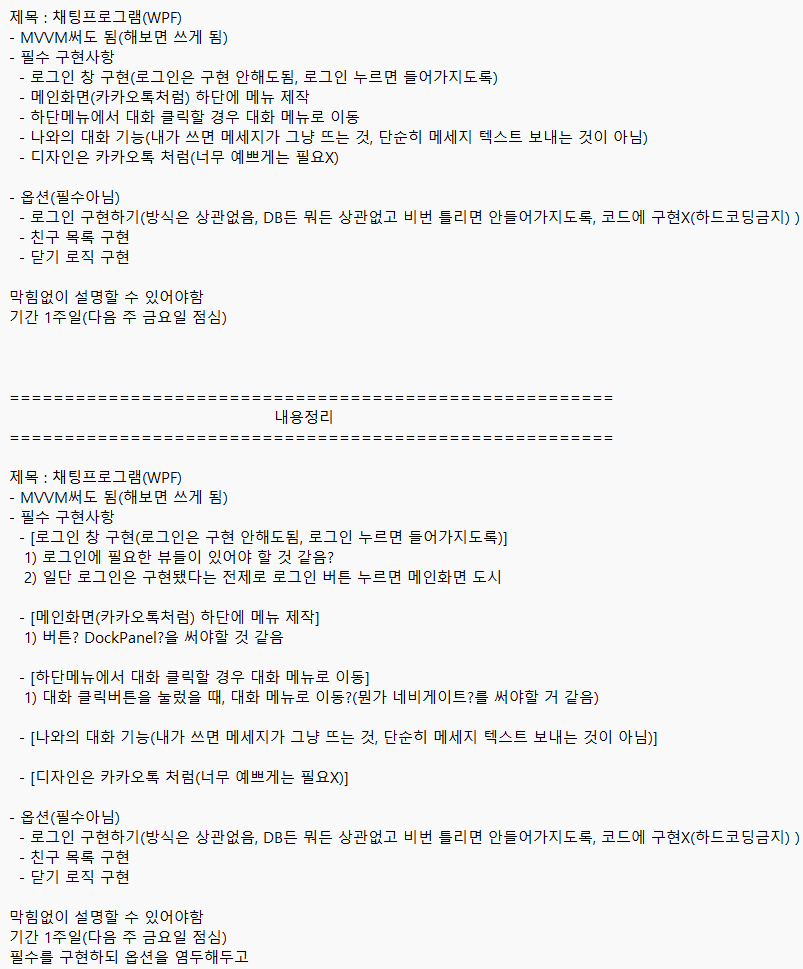 제목 : 채팅프로그램(WPF)
- MVVM써도 됨(해보면 쓰게 됨)
- 필수 구현사항
- 로그인 창 구현(로그인은 구현 안해도됨, 로그인 누르면 들어가지도록)
- 메인화면(카카오톡처럼) 하단에 메뉴 제작
- 하단메뉴에서 대화 클릭할 경우 대화 메뉴로 이동
- 나와의 대화 기능(내가 쓰면 메세지가 그냥 뜨는 것, 단순히 메세지 텍스트 보내는 것이 아님)
- 디자인은 카카오톡 처럼(너무 예쁘게는 필요X)

- 옵션(필수아님)
- 로그인 구현하기(방식은 상관없음, DB든 뭐든 상관없고 비번 틀리면 안들어가지도록, 코드에 구현X(하드코딩금지) )
- 친구 목록 구현
- 닫기 로직 구현

막힘없이 설명할 수 있어야함
기간 1주일(다음 주 금요일 점심)

=======================================================
내용정리
=======================================================

제목 : 채팅프로그램(WPF)
- MVVM써도 됨(해보면 쓰게 됨)
- 필수 구현사항
- [로그인 창 구현(로그인은 구현 안해도됨, 로그인 누르면 들어가지도록)]
1) 로그인에 필요한 뷰들이 있어야 할 것 같음?
2) 일단 로그인은 구현됐다는 전제로 로그인 버튼 누르면 메인화면 도시

- [메인화면(카카오톡처럼) 하단에 메뉴 제작]
1) 버튼? DockPanel?을 써야할 것 같음

- [하단메뉴에서 대화 클릭할 경우 대화 메뉴로 이동]
1) 대화 클릭버튼을 눌렀을 때, 대화 메뉴로 이동?(뭔가 네비게이트?를 써야할 거 같음)

- [나와의 대화 기능(내가 쓰면 메세지가 그냥 뜨는 것, 단순히 메세지 텍스트 보내는 것이 아님)]

- [디자인은 카카오톡 처럼(너무 예쁘게는 필요X)]

- 옵션(필수아님)
- 로그인 구현하기(방식은 상관없음, DB든 뭐든 상관없고 비번 틀리면 안들어가지도록, 코드에 구현X(하드코딩금지) )
- 친구 목록 구현
- 닫기 로직 구현

막힘없이 설명할 수 있어야함
기간 1주일(다음 주 금요일 점심)
필수를 구현하되 옵션을 염두해두고